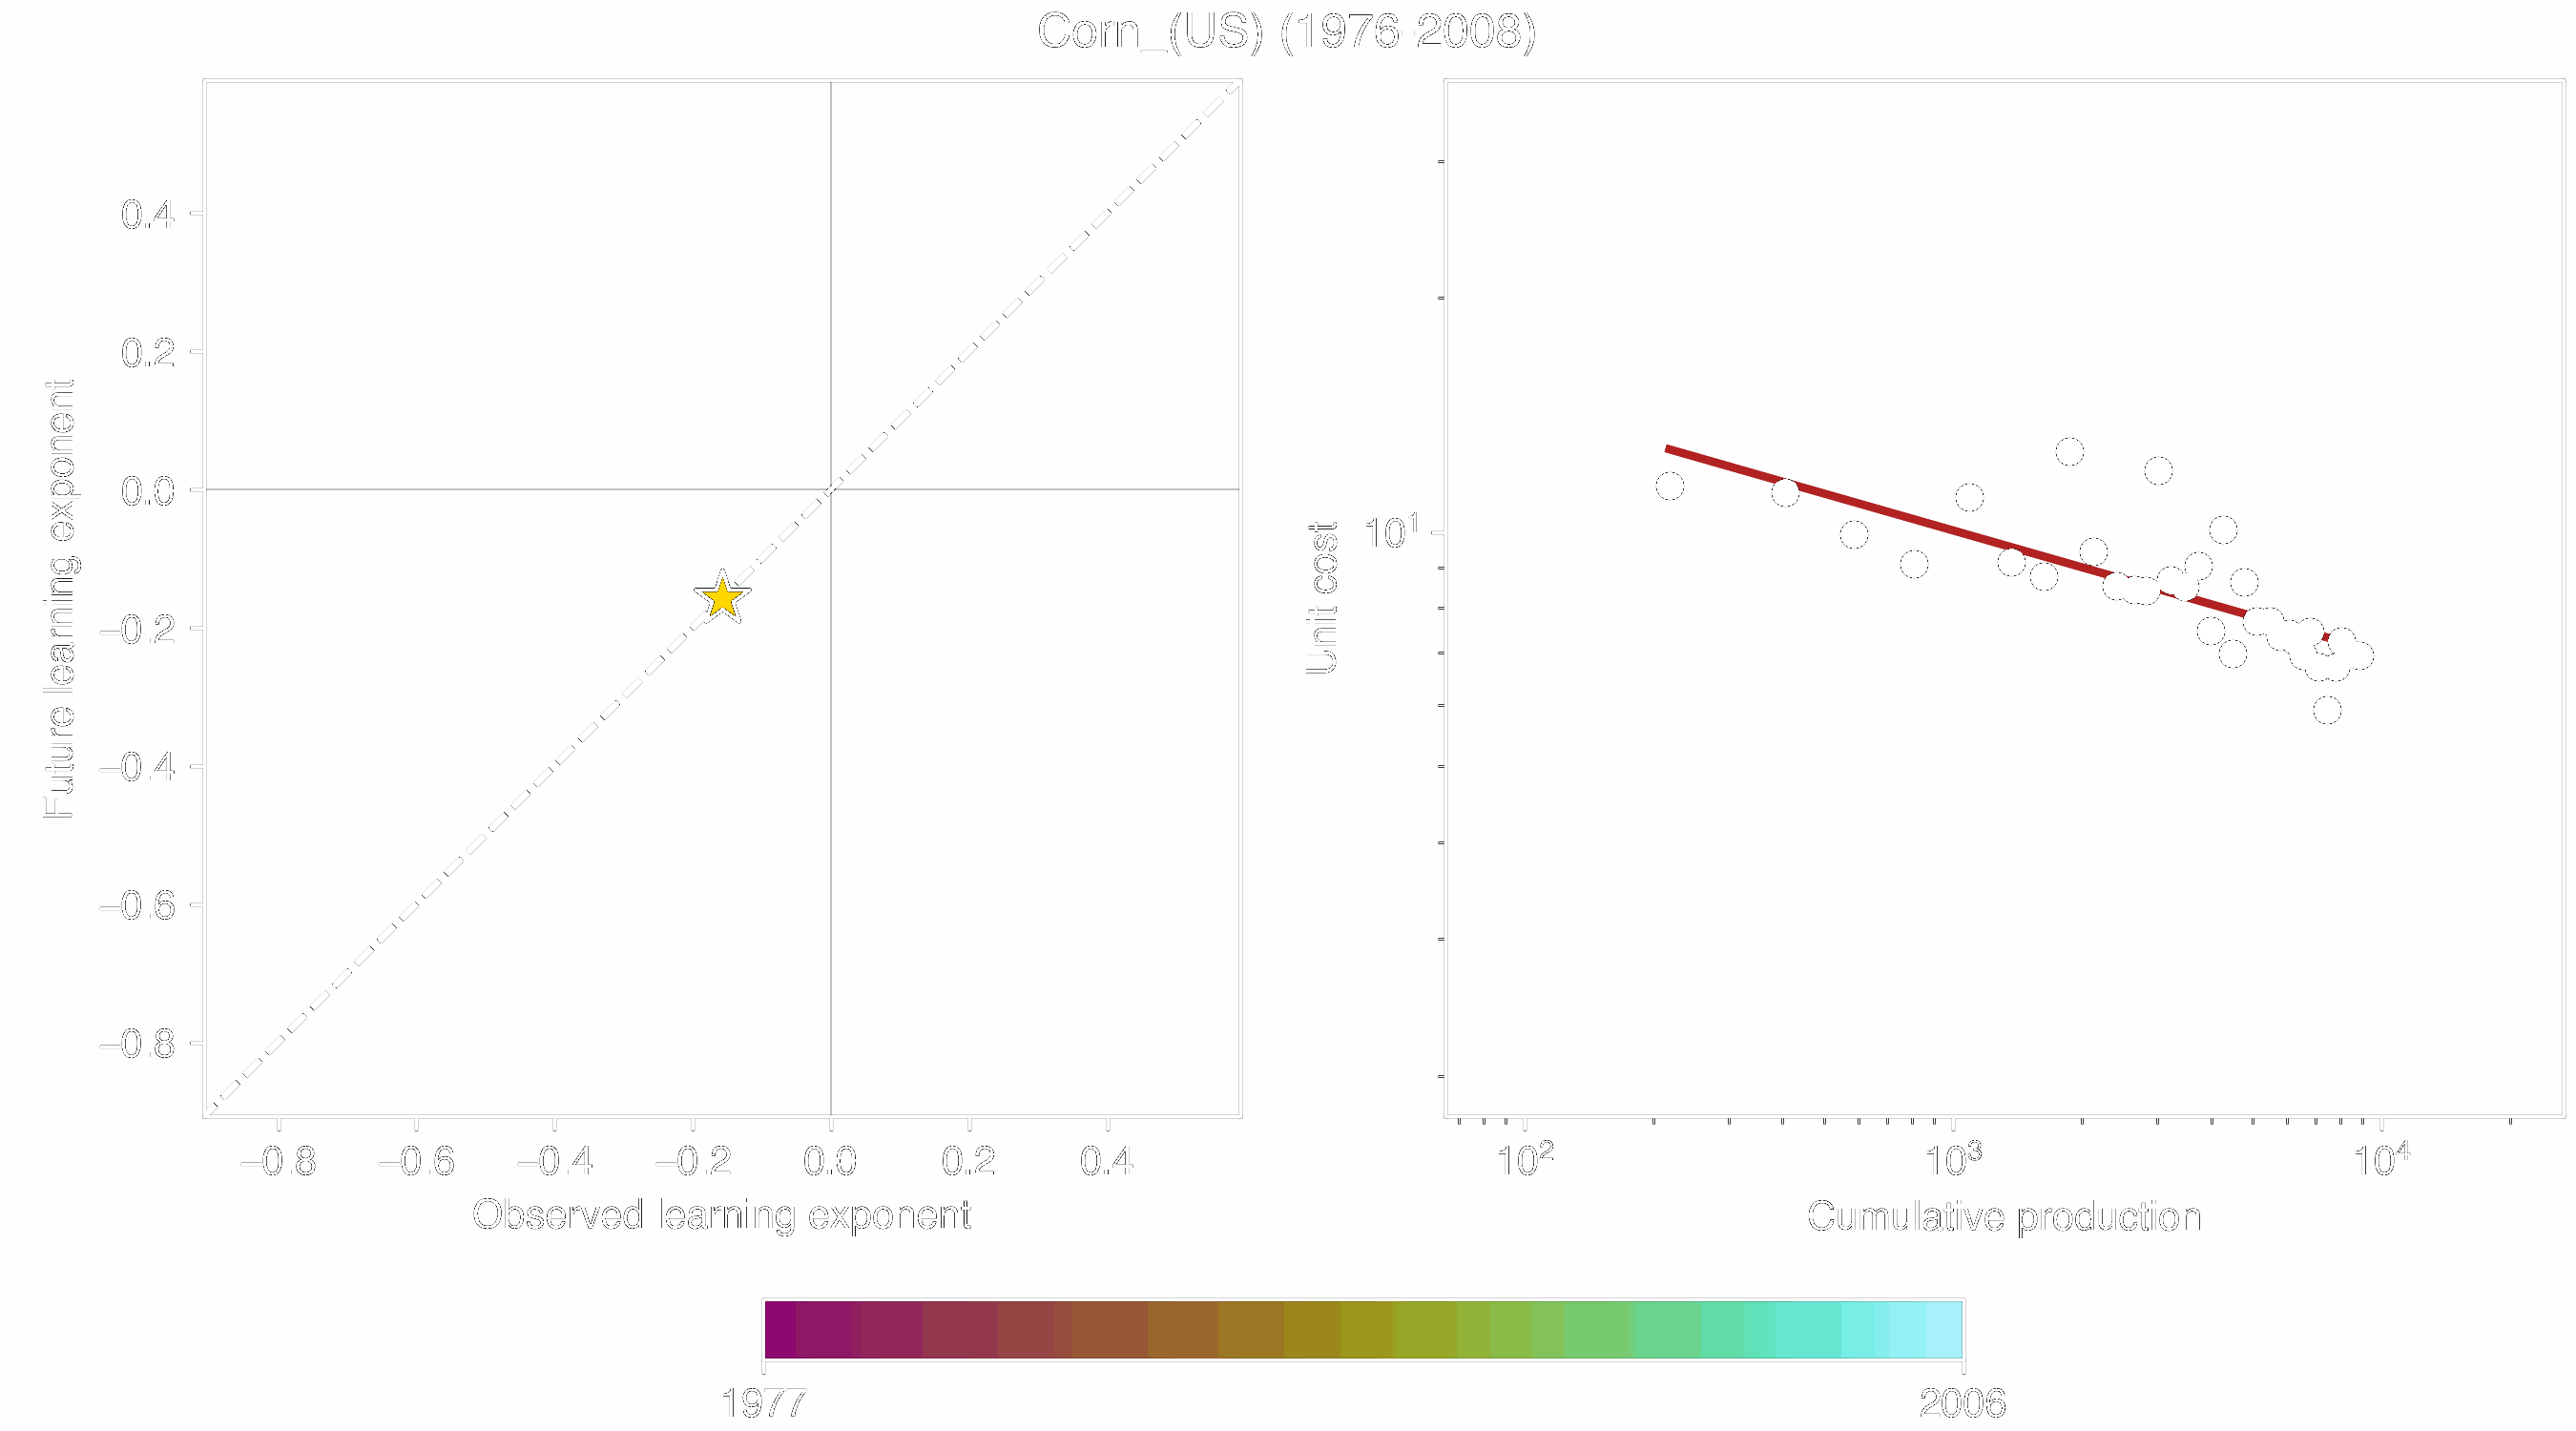 Corn_(US) (1976 2008)
Future learning exponent
0.4
0.2
0.0
−0.2
−0.4
−0.6
−0.8
−0.8 −0.6 −0.4 −0.2 0.0 0.2 0.4
Observed learning exponent
Unit cost
10¹
10² 10³ 10⁴
Cumulative production
1977 2006